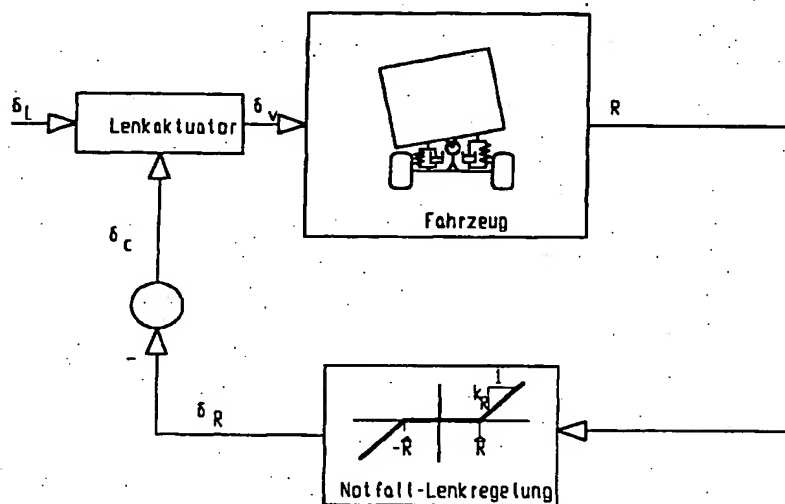 δL
Lenkaktuator
δv
R
Fahrzeug
δc
-
δR
kR
1
-R̂
R̂
Notfall-Lenkregelung